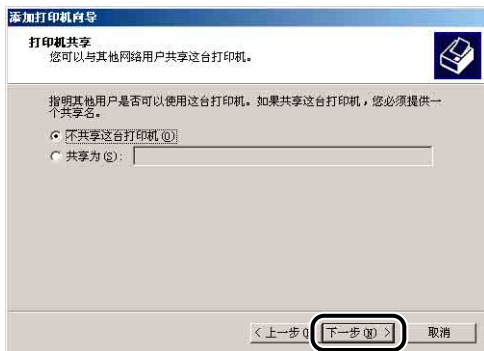 添加打印机向导
打印机共享
您可以与其他网络用户共享这台打印机。
指明其他用户是否可以使用这台打印机。如果共享这台打印机，您必须提供一
个共享名。
不共享这台打印机(O)
共享为(S):
<上一步(
下一步(N) >
取消